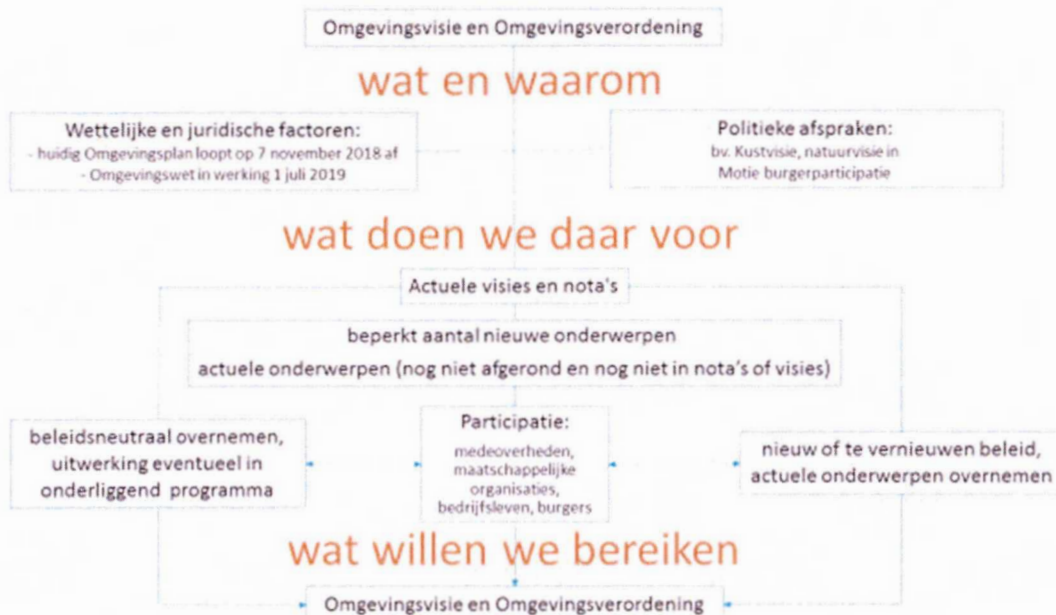 Omgevingsvisie en Omgevingsverordening
wat en waarom
Wettelijke en juridische factoren:
- huidig Omgevingsplan loopt op 7 november 2018 af
- Omgevingswet in werking 1 juli 2019
Politieke afspraken:
bv. Kustvisie, natuurvisie in
Motie burgerparticipatie
wat doen we daar voor
Actuele visies en nota's
beperkt aantal nieuwe onderwerpen
actuele onderwerpen (nog niet afgerond en nog niet in nota's of visies)
beleidsneutraal overnemen,
uitwerking eventueel in
onderliggend programma
Participatie:
medeoverheden,
maatschappelijke
organisaties,
bedrijfsleven, burgers
nieuw of te vernieuwen beleid,
actuele onderwerpen overnemen
wat willen we bereiken
Omgevingsvisie en Omgevingsverordening